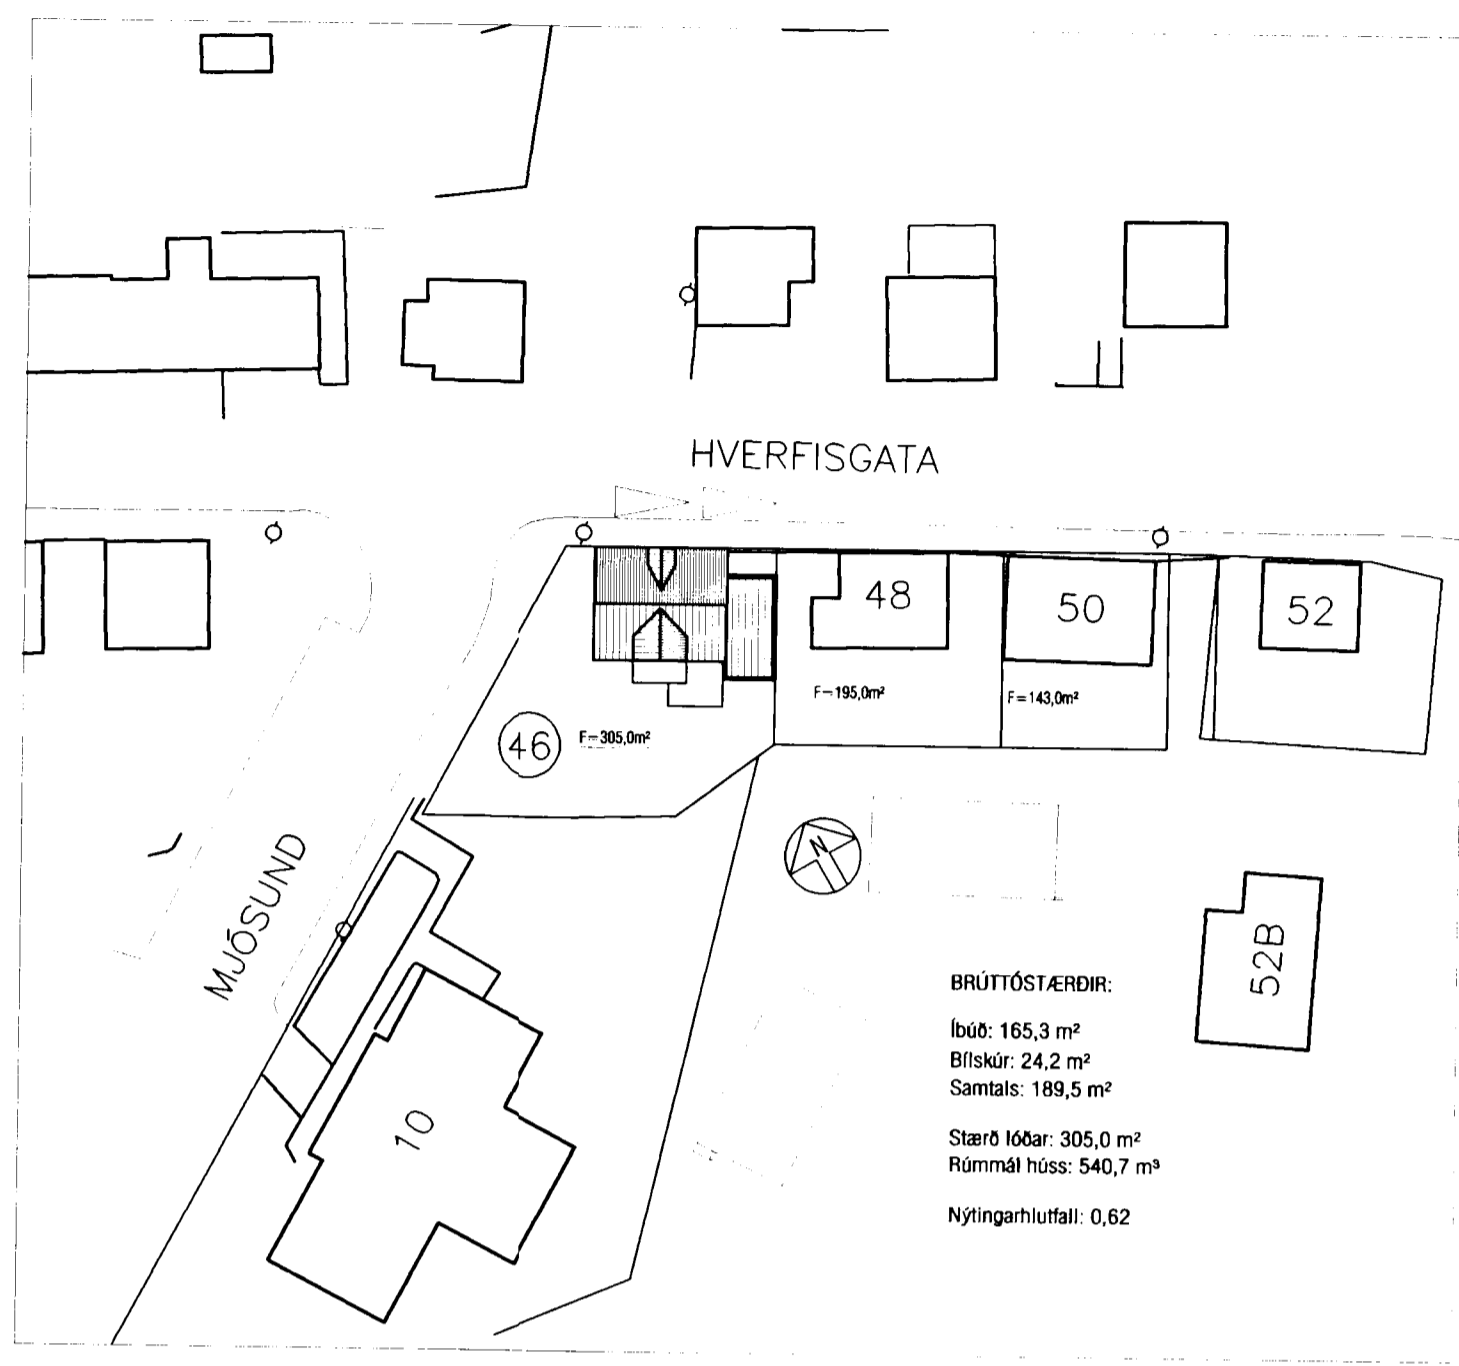 HVERFISGATA
48
50
52
F=195,0m²
F=143,0m²
46
F=305,0m²
MJÓSUND
N
52B
10
BRÚTTÓSTÆRÐIR:
Íbúð: 165,3 m²
Bílskúr: 24,2 m²
Samtals: 189,5 m²
Stærð lóðar: 305,0 m²
Rúmmál húss: 540,7 m³
Nýtingarhlutfall: 0,62